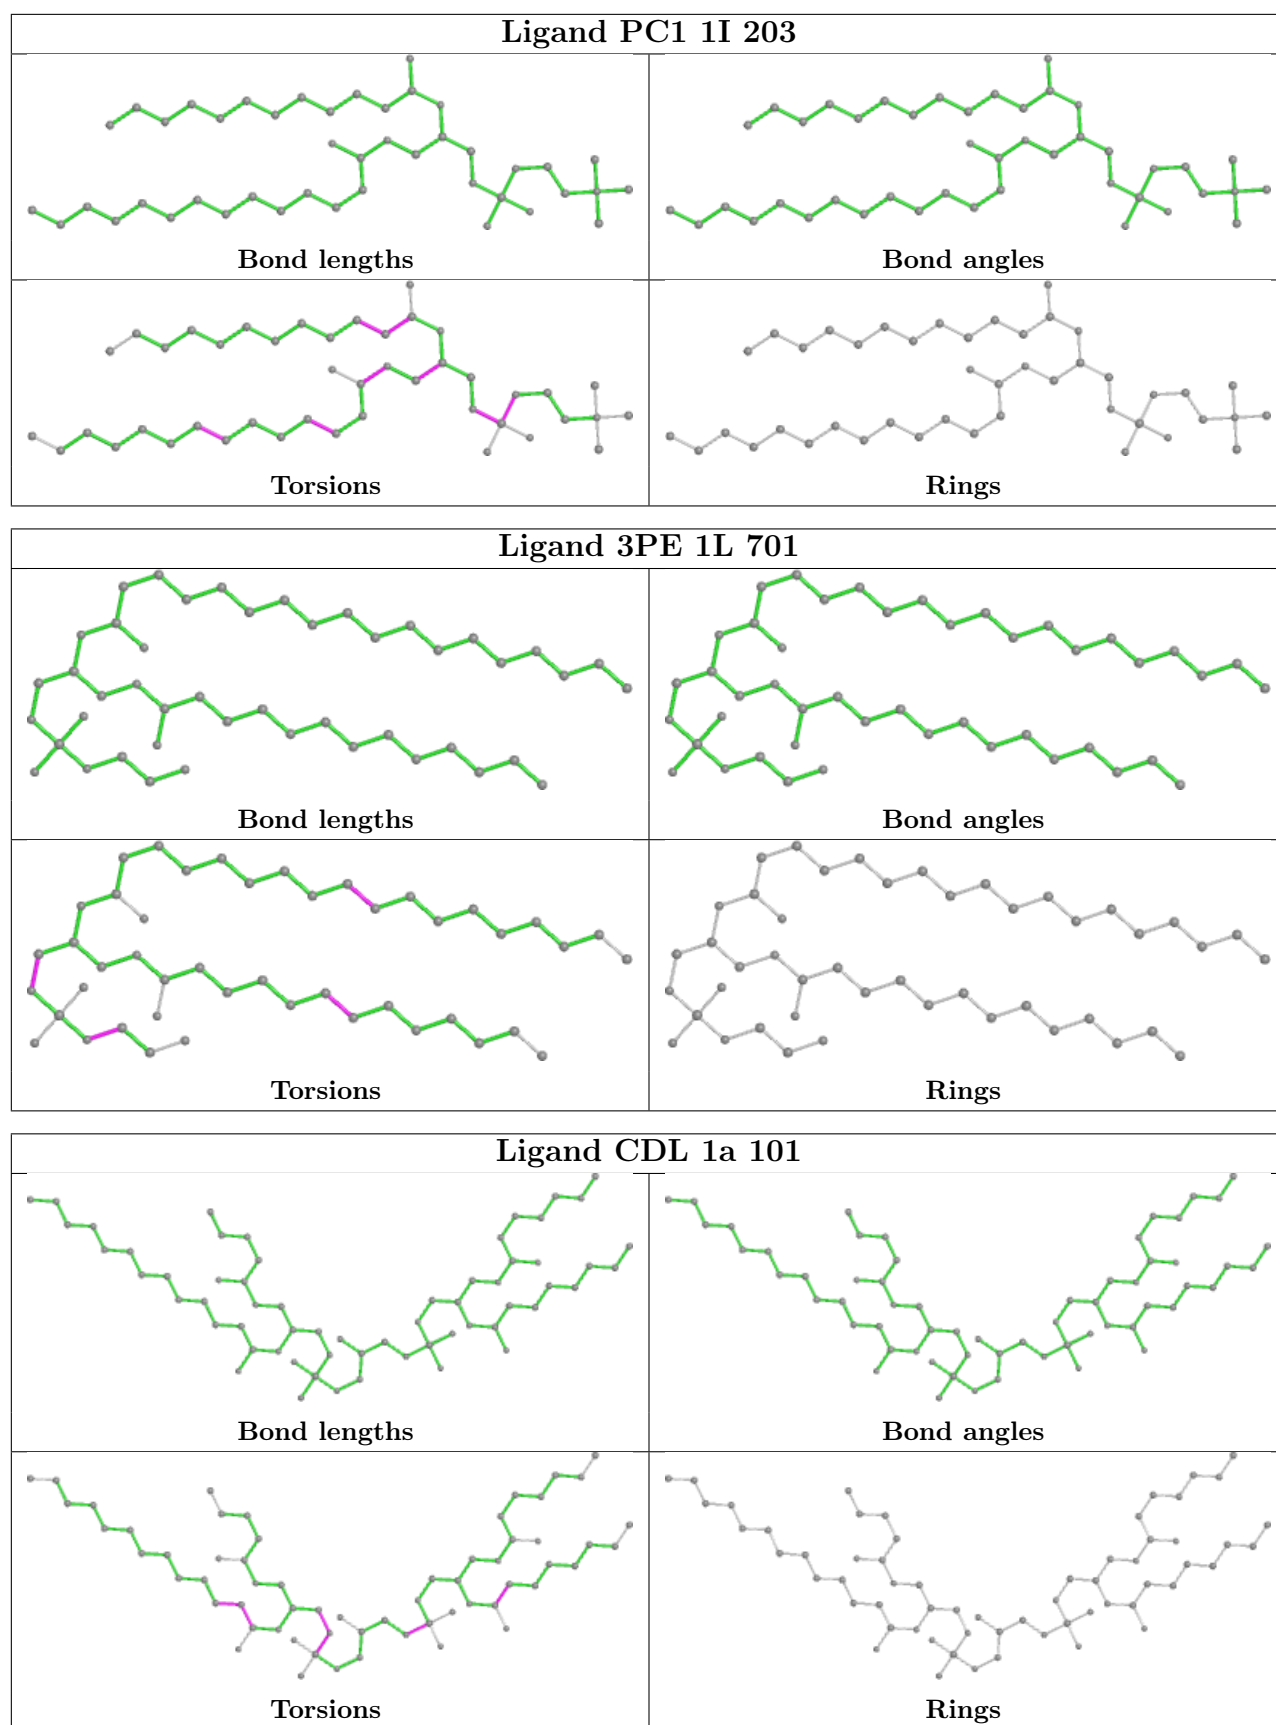 Ligand PC1 1I 203
Bond lengths
Bond angles
Torsions
Rings
Ligand 3PE 1L 701
Bond lengths
Bond angles
Torsions
Rings
Ligand CDL 1a 101
Bond lengths
Bond angles
Torsions
Rings